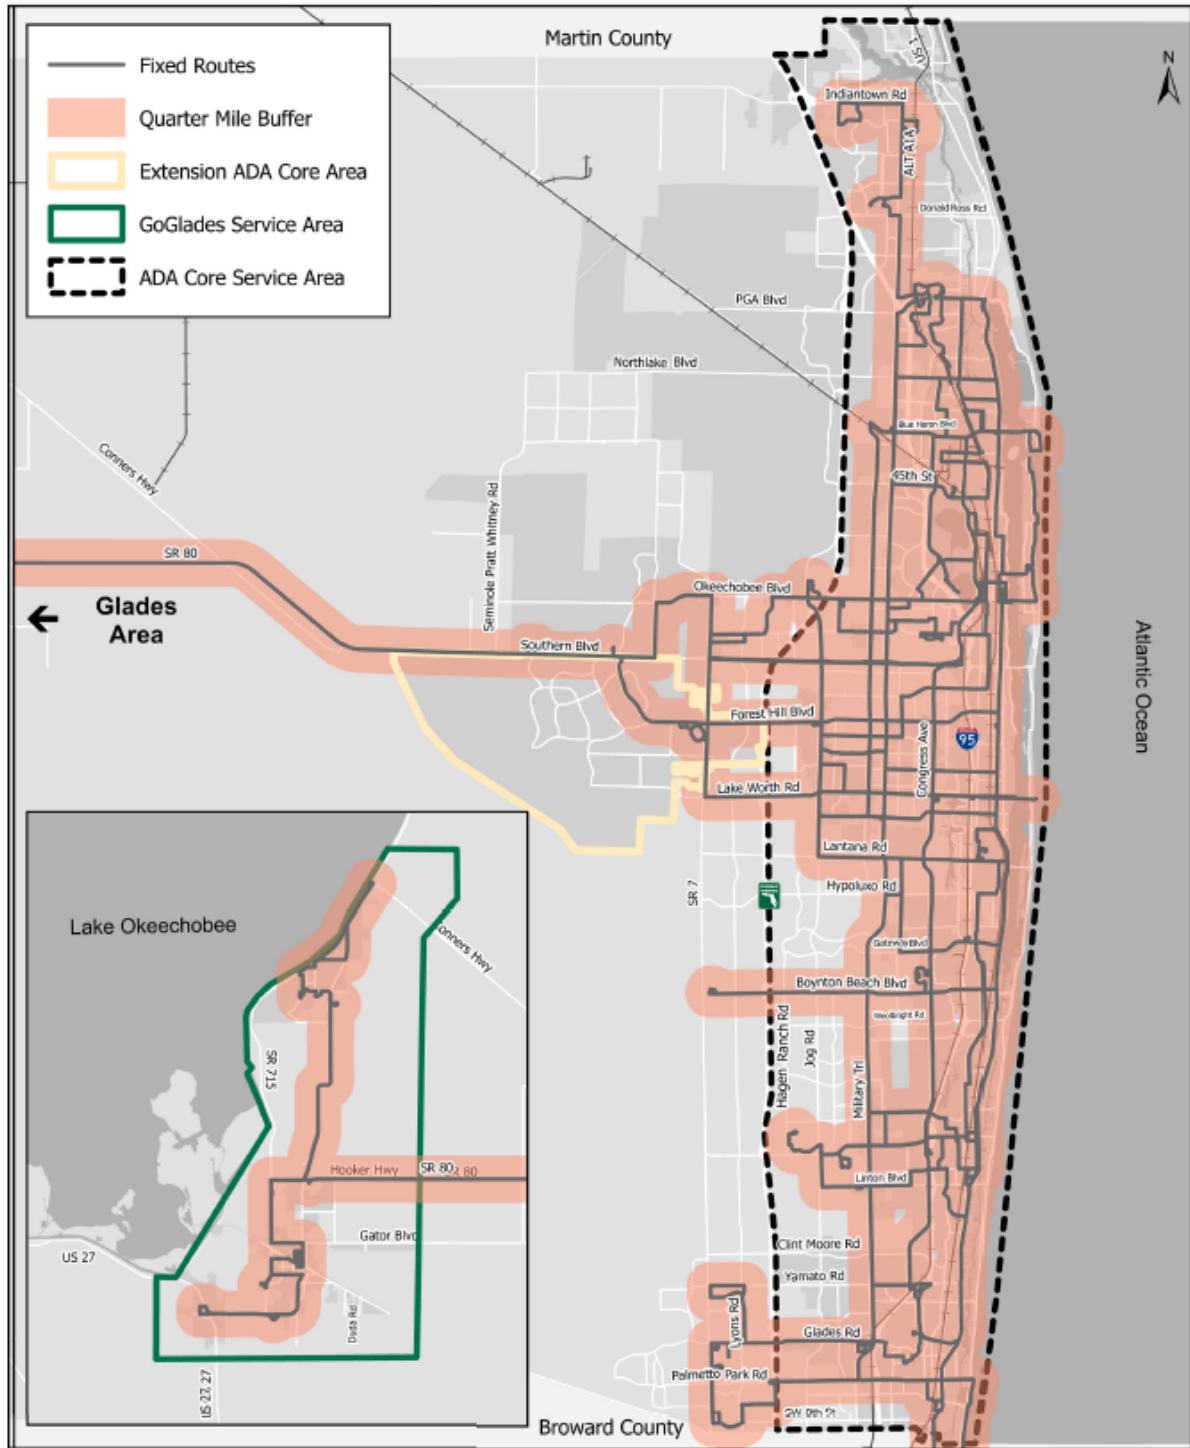 Fixed Routes
Quarter Mile Buffer
Extension ADA Core Area
GoGlades Service Area
ADA Core Service Area
Martin County
N
US 1
Indiantown Rd
ALT A1A
Donald Ross Rd
PGA Blvd
Northlake Blvd
Blue Heron Blvd
45th St
Conners Hwy
Seminole Pratt Whitney Rd
SR 80
Glades
Area
Okeechobee Blvd
Southern Blvd
Forest Hill Blvd
95
Congress Ave
Atlantic Ocean
Lake Worth Rd
Lantana Rd
Hypoluxo Rd
SR 7
Gateway Blvd
Boynton Beach Blvd
Woolbright Rd
Hagen Ranch Rd
Jog Rd
Military Trl
Linton Blvd
Clint Moore Rd
Yamato Rd
Lyons Rd
Glades Rd
Palmetto Park Rd
Broward County
Lake Okeechobee
Conners Hwy
SR 715
Hooker Hwy
SR 80
Gator Blvd
US 27
Duda Rd
US 27, 27